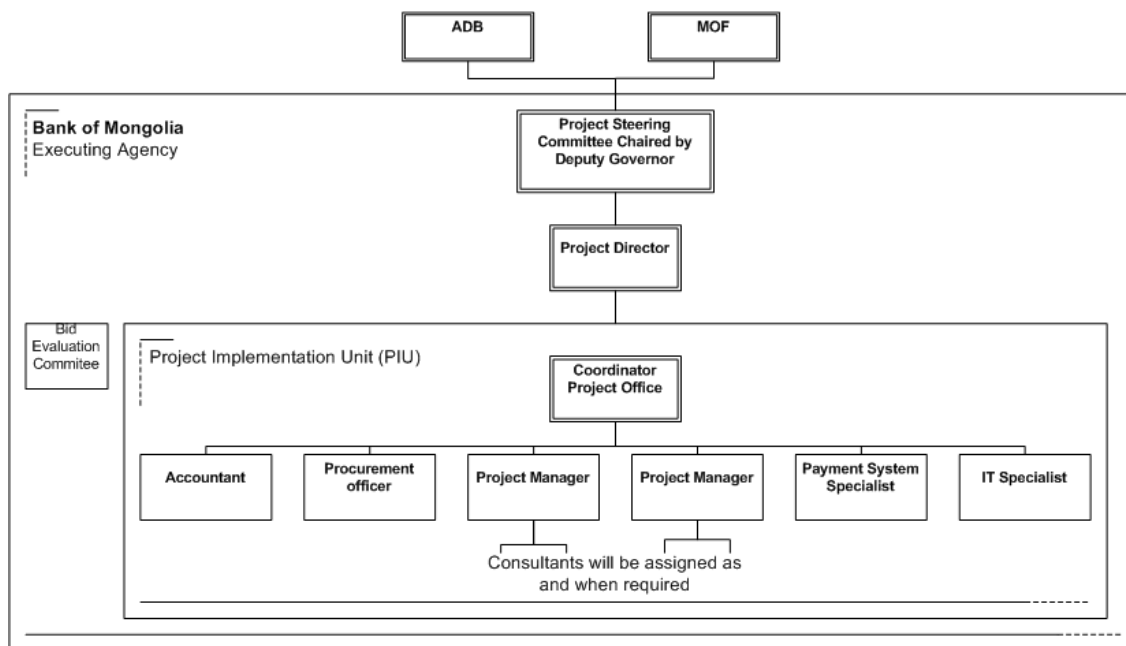 ADB
MOF
Bank of Mongolia
Executing Agency
Project Steering
Committee Chaired by
Deputy Governor
Project Director
Bid
Evaluation
Commitee
Project Implementation Unit (PIU)
Coordinator
Project Office
Accountant
Procurement
officer
Project Manager
Project Manager
Payment System
Specialist
IT Specialist
Consultants will be assigned as
and when required